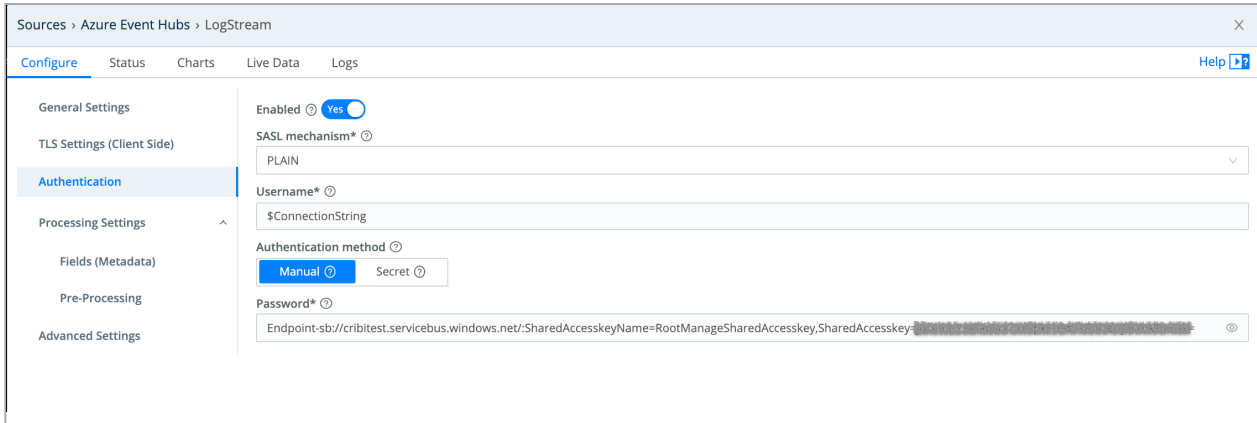 Sources › Azure Event Hubs › LogStream
Configure Status Charts Live Data Logs Help
General Settings
TLS Settings (Client Side)
Authentication
Processing Settings
Fields (Metadata)
Pre-Processing
Advanced Settings
Enabled Yes
SASL mechanism*
PLAIN
Username*
$ConnectionString
Authentication method
Manual Secret
Password*
Endpoint-sb://cribitest.servicebus.windows.net/:SharedAccesskeyName=RootManageSharedAccesskey,SharedAccesskey=